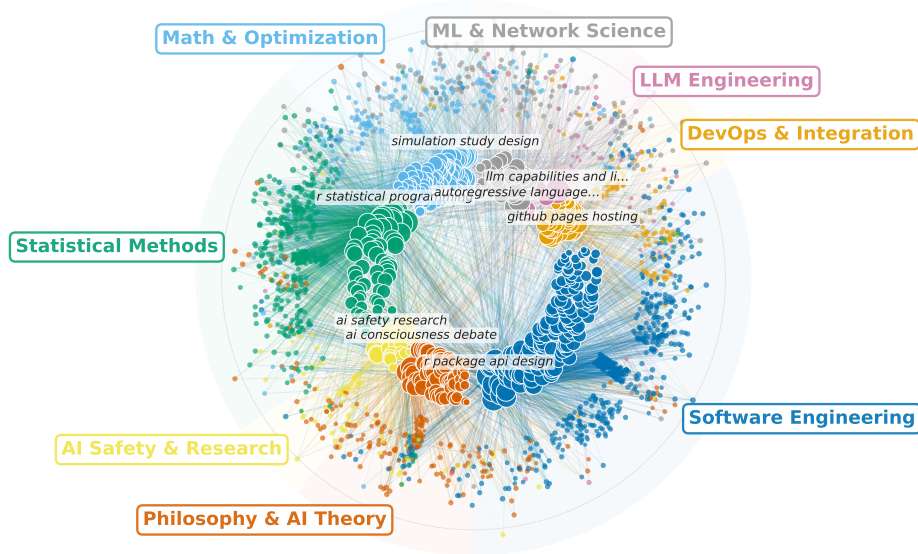 Math & Optimization
ML & Network Science
LLM Engineering
DevOps & Integration
simulation study design
llm capabilities and li...
autoregressive language...
r statistical
github pages hosting
Statistical Methods
ai safety research
ai consciousness debate
r package api design
Software Engineering
AI Safety & Research
Philosophy & AI Theory